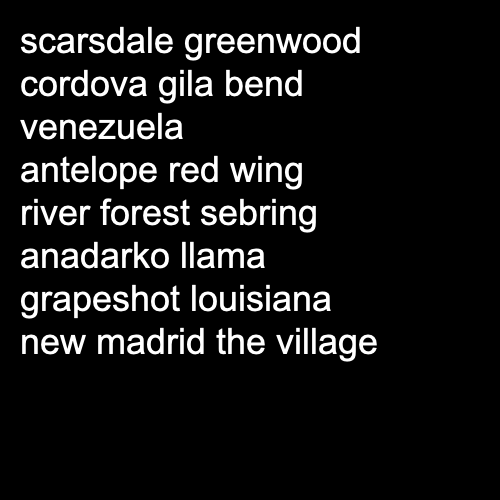 scarsdale greenwood
cordova gila bend
venezuela
antelope red wing
river forest sebring
anadarko llama
grapeshot louisiana
new madrid the village